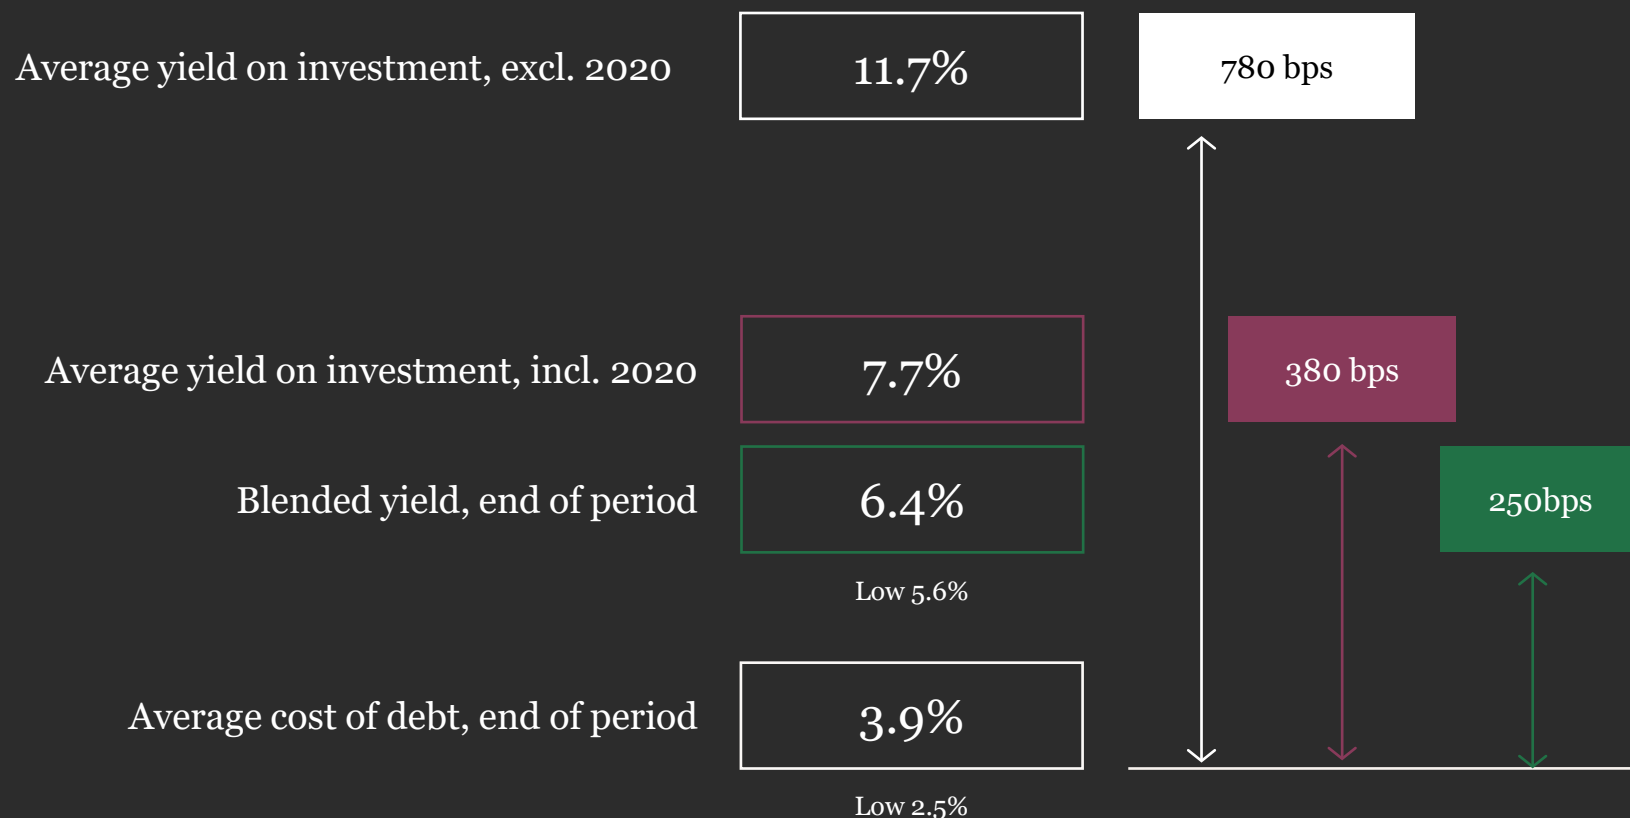 Average yield on investment, excl. 2020
11.7%
780 bps
Average yield on investment, incl. 2020
7.7%
380 bps
Blended yield, end of period
6.4%
250bps
Low 5.6%
Average cost of debt, end of period
3.9%
Low 2.5%